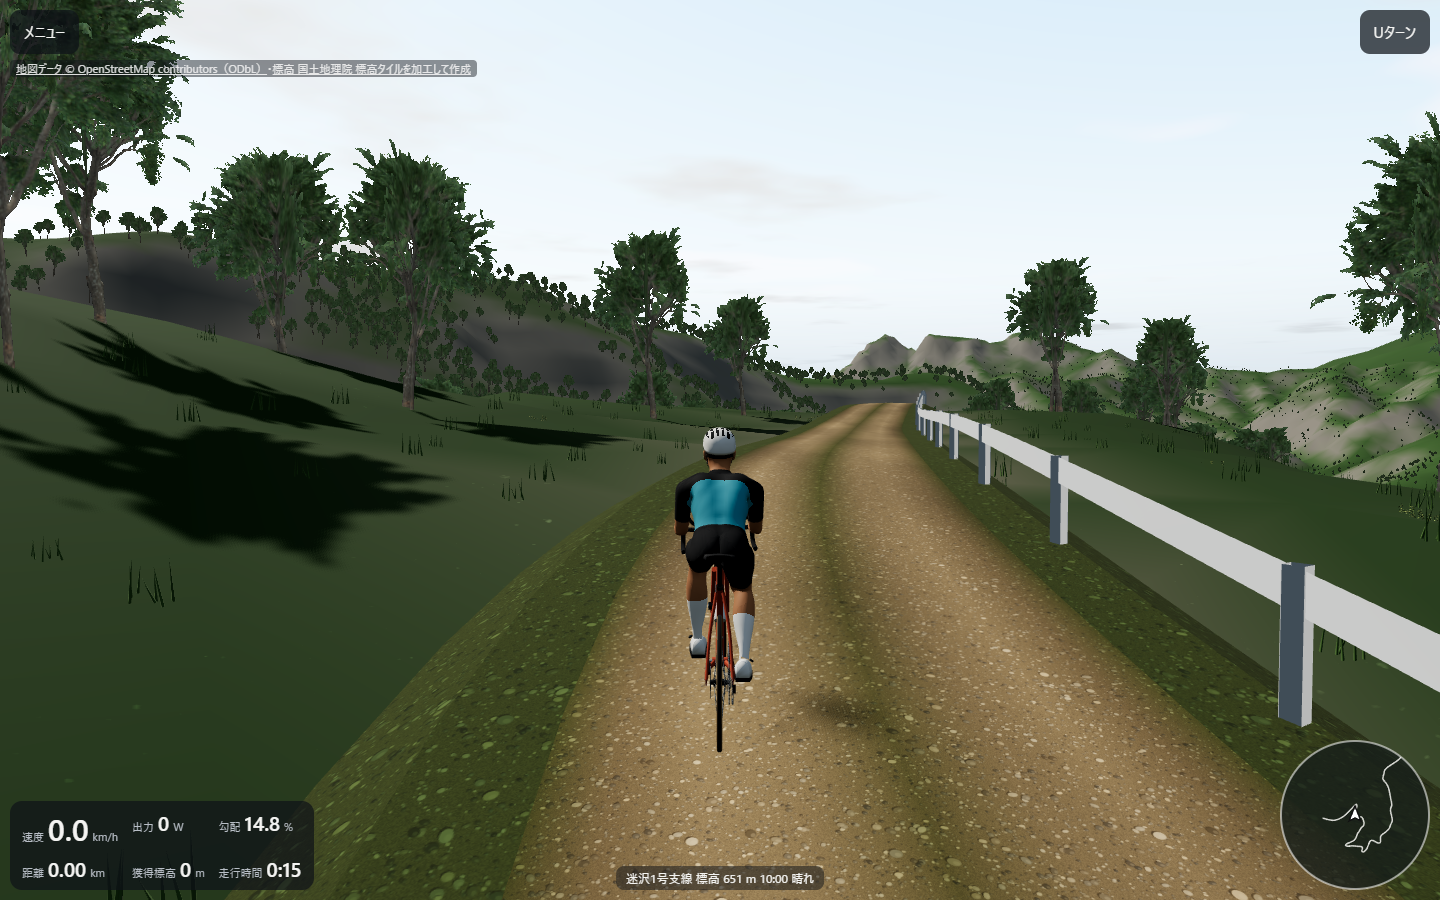 メニュー
Uターン
地図データ © OpenStreetMap contributors（ODbL）・標高 国土地理院 標高タイルを加工して作成
速度 0.0 km/h 出力 0 W 勾配 14.8 %
距離 0.00 km 獲得標高 0 m 走行時間 0:15
迷沢1号支線 標高 651 m 10:00 晴れ